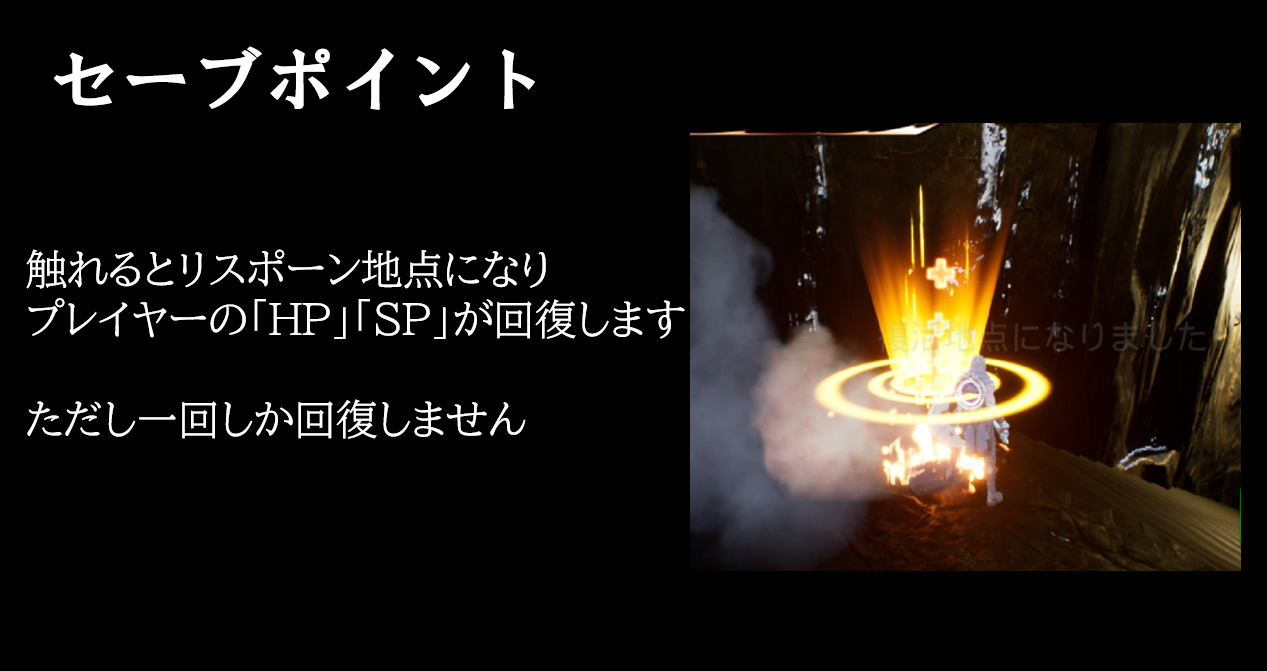 セーブポイント
触れるとリスポーン地点になり
プレイヤーの「HP」「SP」が回復します
ただし一回しか回復しません
復活地点になりました